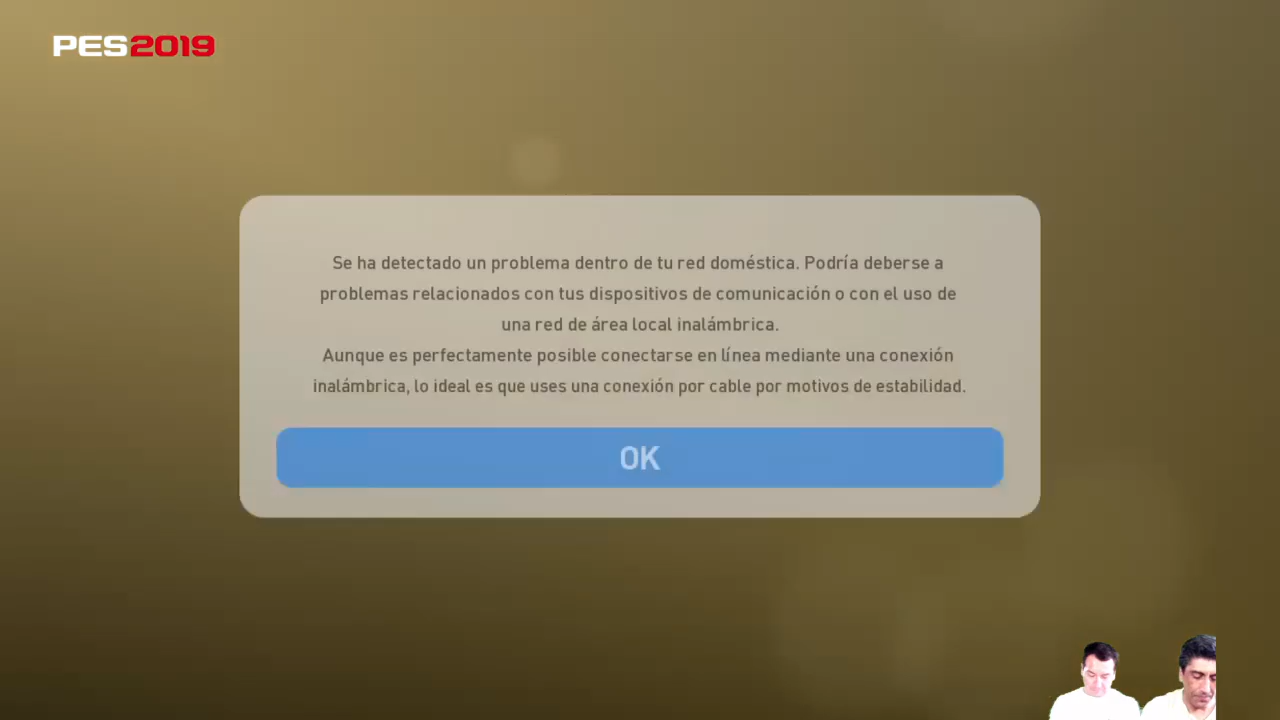 PES2019
Se ha detectado un problema dentro de tu red doméstica. Podría deberse a
problemas relacionados con tus dispositivos de comunicación o con el uso de
una red de área local inalámbrica.
Aunque es perfectamente posible conectarse en línea mediante una conexión
inalámbrica, lo ideal es que uses una conexión por cable por motivos de estabilidad.
OK